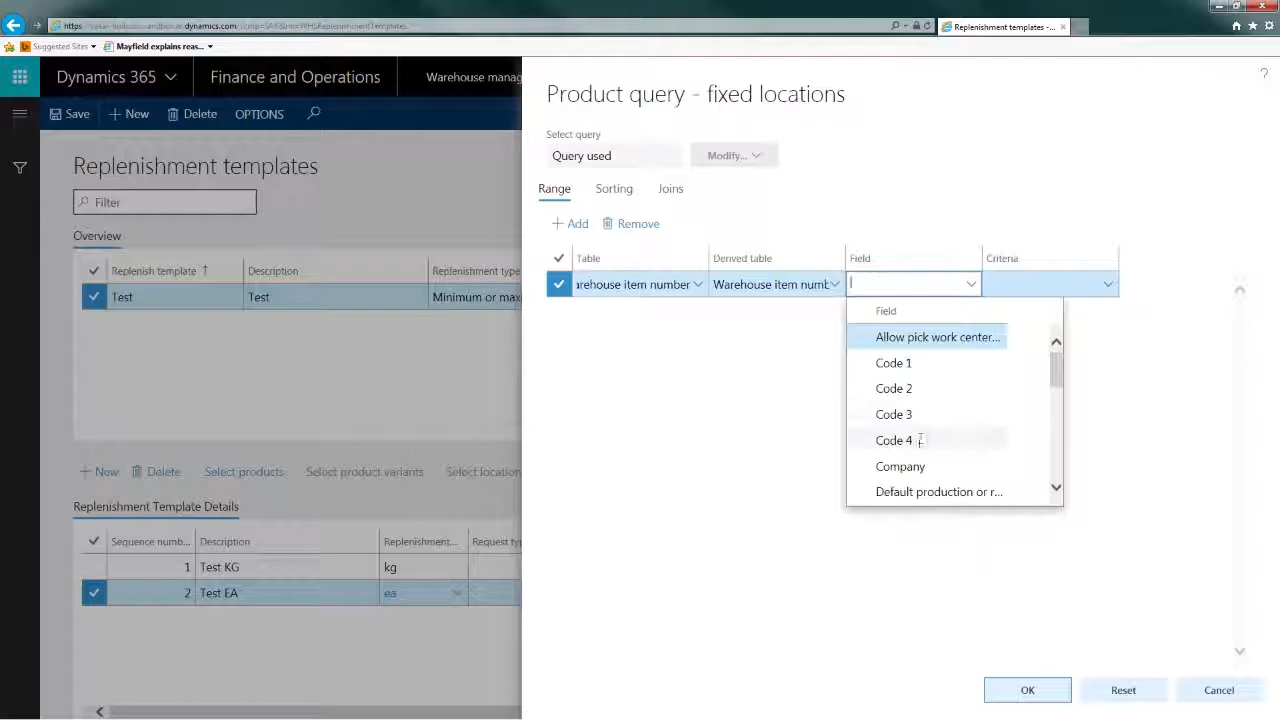 Replenishment templates -...
Suggested Sites
Mayfield explains reas...
Dynamics 365
Finance and Operations
Warehouse manag
Save
New
Delete
OPTIONS
Replenishment templates
Filter
Overview
Replenish template
Description
Replenishment type
Test
Test
Minimum or maxi
New
Delete
Select products
Select product variants
Select location
Replenishment Template Details
Sequence numb...
Description
Replenishment...
Request typ
1
Test KG
kg
2
Test EA
ea
?
Product query - fixed locations
Select query
Query used
Modify...
Range
Sorting
Joins
Add
Remove
Table
Derived table
Field
Criteria
arehouse item number
Warehouse item numb
Field
Allow pick work center...
Code 1
Code 2
Code 3
Code 4
Company
Default production or r...
OK
Reset
Cancel